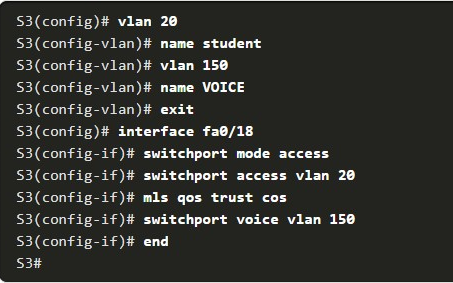 S3(config)# vlan 20
S3(config-vlan)# name student
S3(config-vlan)# vlan 150
S3(config-vlan)# name VOICE
S3(config-vlan)# exit
S3(config)# interface fa0/18
S3(config-if)# switchport mode access
S3(config-if)# switchport access vlan 20
S3(config-if)# mls qos trust cos
S3(config-if)# switchport voice vlan 150
S3(config-if)# end
S3#